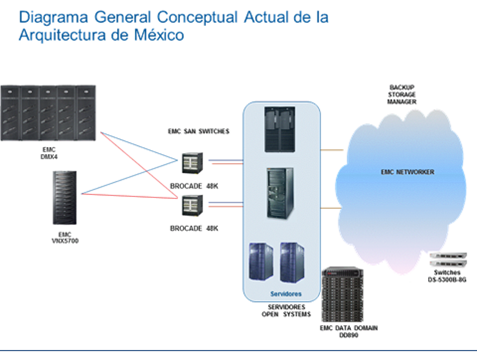 Diagrama General Conceptual Actual de la
Arquitectura de México
BACKUP
STORAGE
MANAGER
EMC
DMX4
EMC SAN SWITCHES
EMC NETWORKER
BROCADE 48K
BROCADE 48K
EMC
VNX5700
Switches
DS-5300B-8G
Servidores
SERVIDORES
OPEN SYSTEMS
EMC DATA DOMAIN
DD890